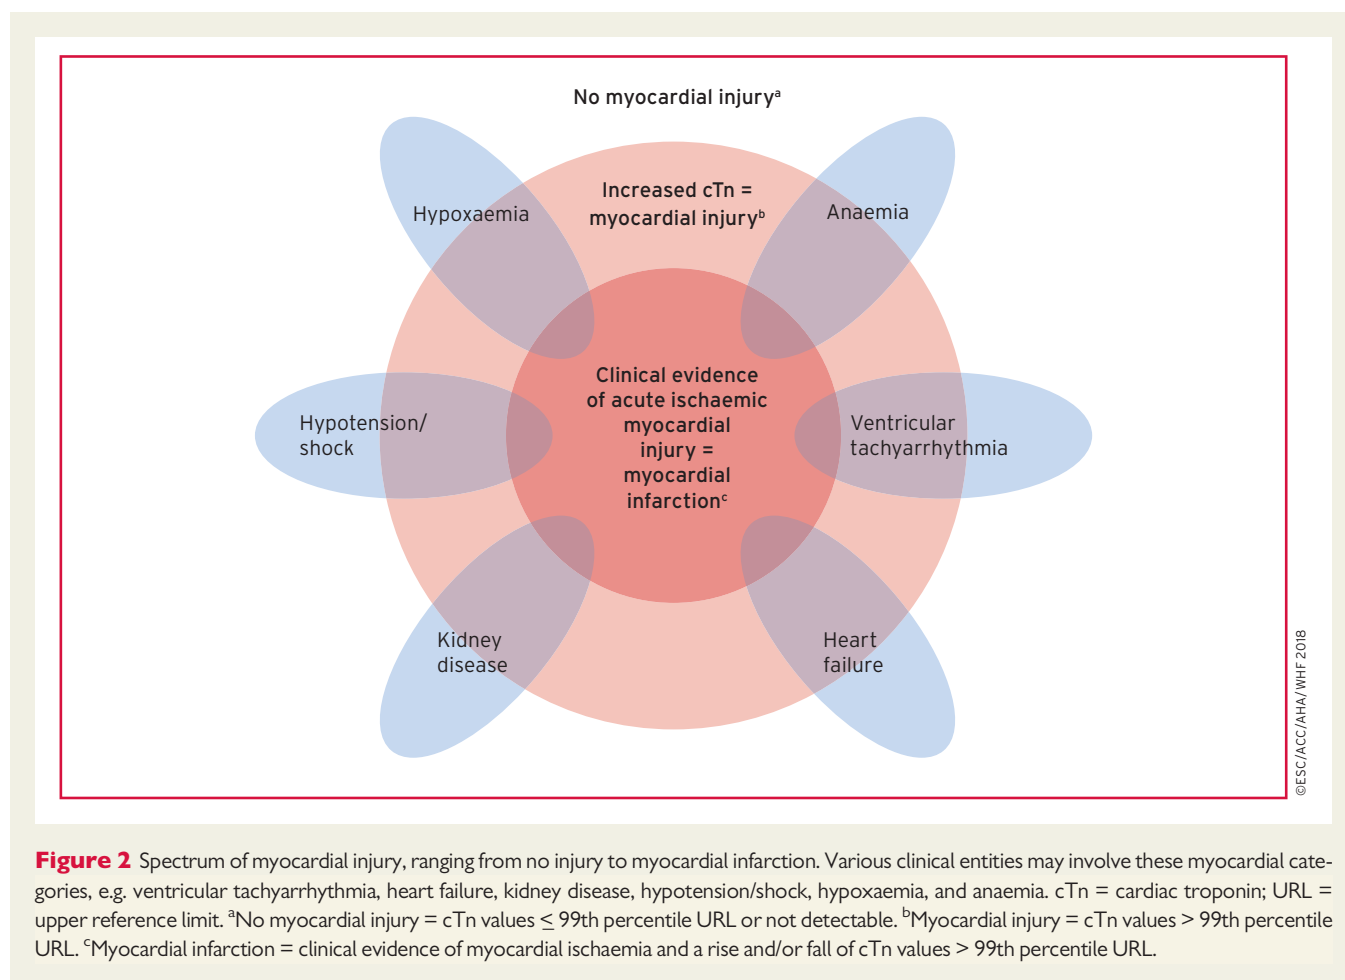 No myocardial injuryᵃ
Increased cTn =
myocardial injuryᵇ
Hypoxaemia
Anaemia
Clinical evidence
of acute ischaemic
myocardial
injury =
myocardial
infarctionᶜ
Hypotension/
shock
Ventricular
tachyarrhythmia
Kidney
disease
Heart
failure
©ESC/ACC/AHA/WHF 2018
Figure 2 Spectrum of myocardial injury, ranging from no injury to myocardial infarction. Various clinical entities may involve these myocardial cate-
gories, e.g. ventricular tachyarrhythmia, heart failure, kidney disease, hypotension/shock, hypoxaemia, and anaemia. cTn = cardiac troponin; URL =
upper reference limit. ᵃNo myocardial injury = cTn values ≤ 99th percentile URL or not detectable. ᵇMyocardial injury = cTn values > 99th percentile
URL. ᶜMyocardial infarction = clinical evidence of myocardial ischaemia and a rise and/or fall of cTn values > 99th percentile URL.